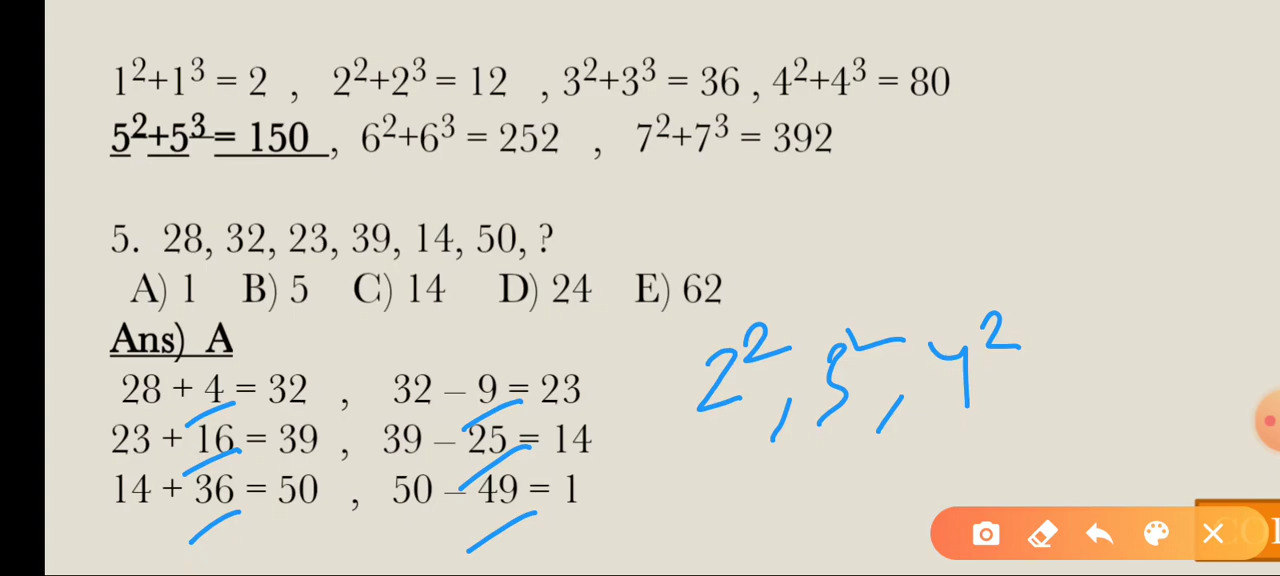 1²+1³ = 2 , 2²+2³ = 12 , 3²+3³ = 36 , 4²+4³ = 80
5²+5³ = 150 , 6²+6³ = 252 , 7²+7³ = 392
5. 28, 32, 23, 39, 14, 50, ?
A) 1 B) 5 C) 14 D) 24 E) 62
Ans) A
28 + 4 = 32 , 32 – 9 = 23
23 + 16 = 39 , 39 – 25 = 14
14 + 36 = 50 , 50 – 49 = 1
2², 3², 4²